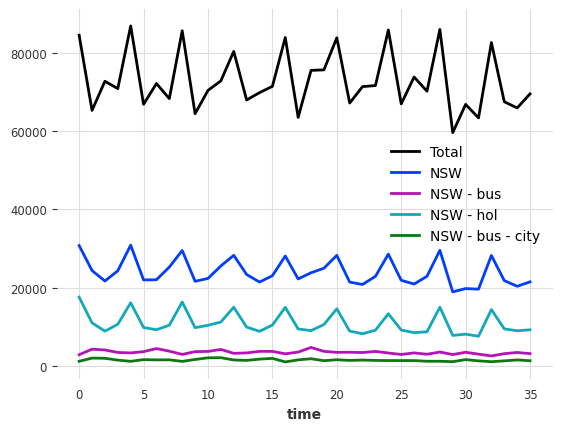 80000
60000
40000
20000
0
Total
NSW
NSW - bus
NSW - hol
NSW - bus - city
0 5 10 15 20 25 30 35
time